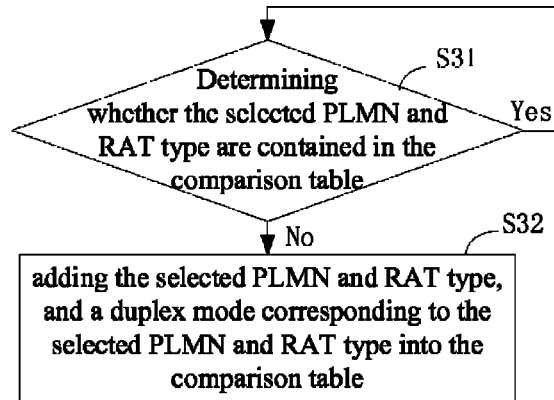 S31
Determining
whether the selected PLMN and
RAT type are contained in the
comparison table
Yes
No
S32
adding the selected PLMN and RAT type,
and a duplex mode corresponding to the
selected PLMN and RAT type into the
comparison table